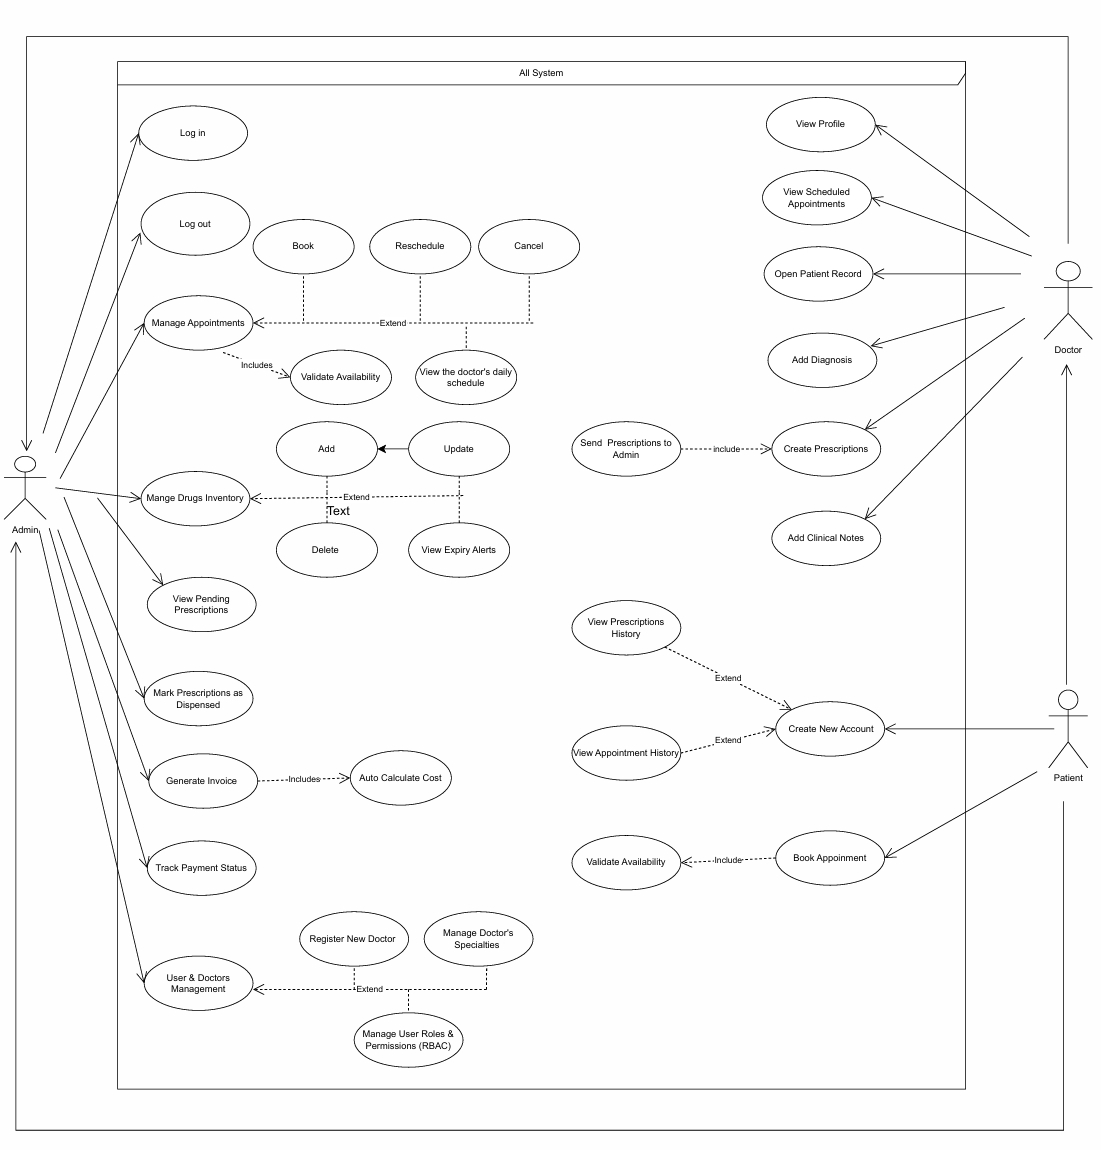 All System
Log in
View Profile
View Scheduled
Appointments
Log out
Book
Reschedule
Cancel
Open Patient Record
Doctor
Manage Appointments
Extend
Includes
Validate Availability
View the doctor's daily
schedule
Add Diagnosis
Add
Update
Send  Prescriptions to
Admin
include
Create Prescriptions
Admin
Mange Drugs Inventory
Extend
Text
Delete
View Expiry Alerts
Add Clinical Notes
View Pending
Prescriptions
View Prescriptions
History
Extend
Mark Prescriptions as
Dispensed
View Appointment History
Extend
Create New Account
Patient
Generate Invoice
Includes
Auto Calculate Cost
Track Payment Status
Validate Availability
Include
Book Appoinment
Register New Doctor
Manage Doctor's
Specialties
User & Doctors
Management
Extend
Manage User Roles &
Permissions (RBAC)